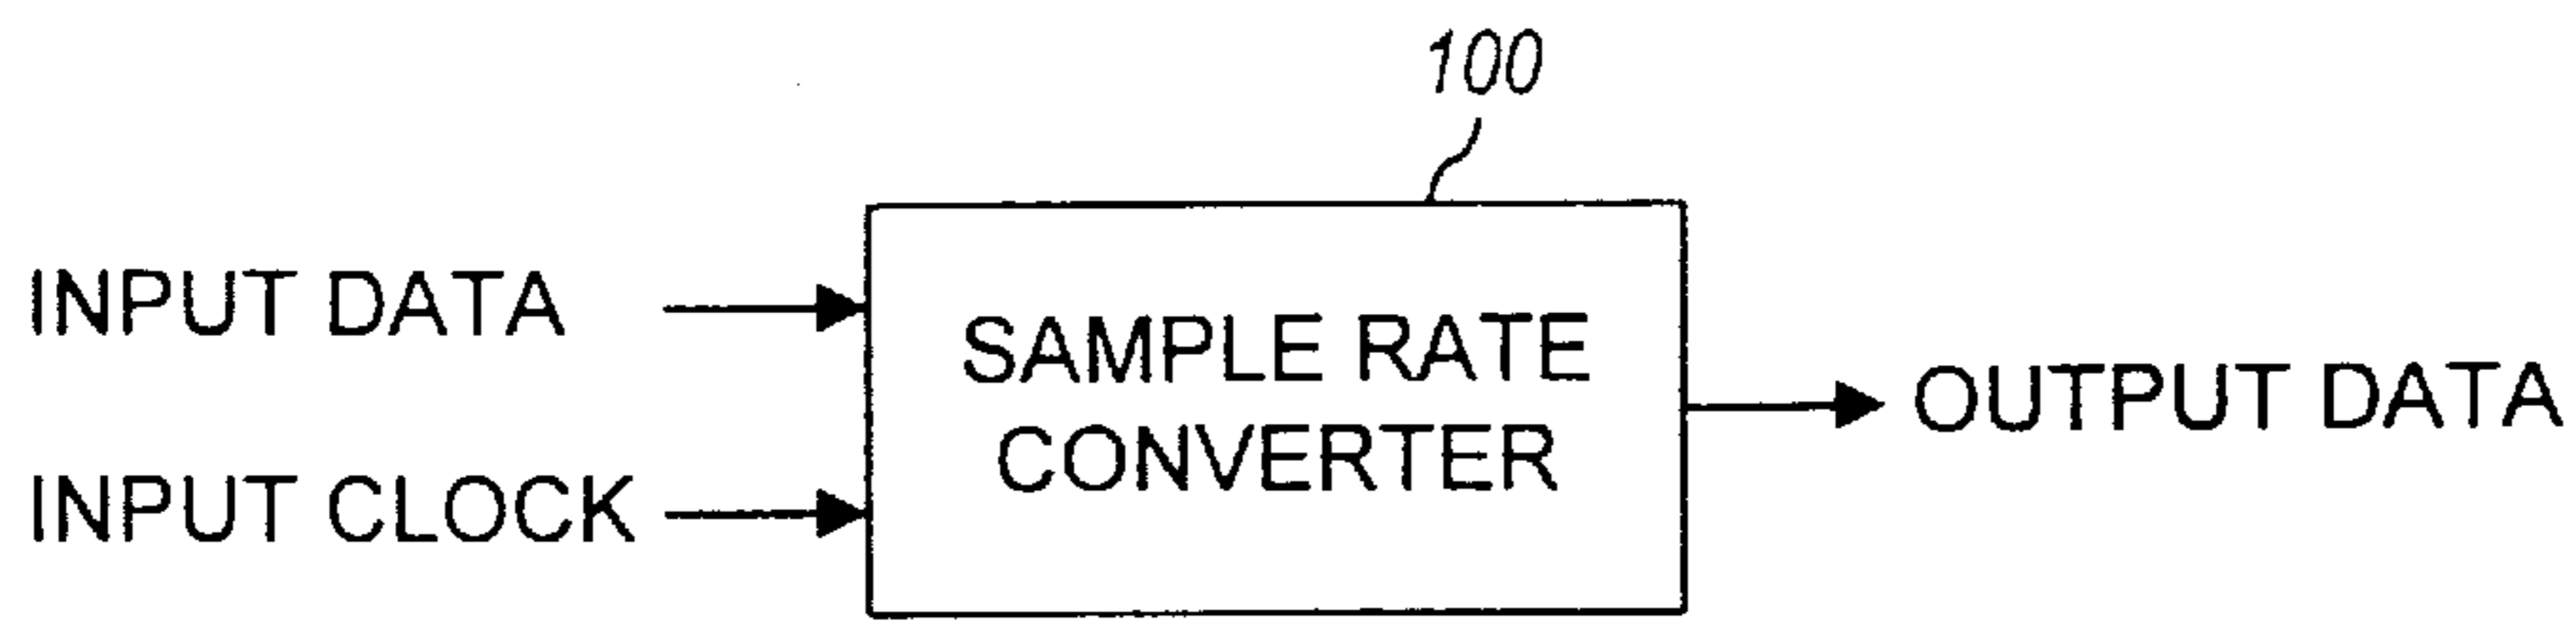 100
INPUT DATA
SAMPLE RATE
CONVERTER
OUTPUT DATA
INPUT CLOCK